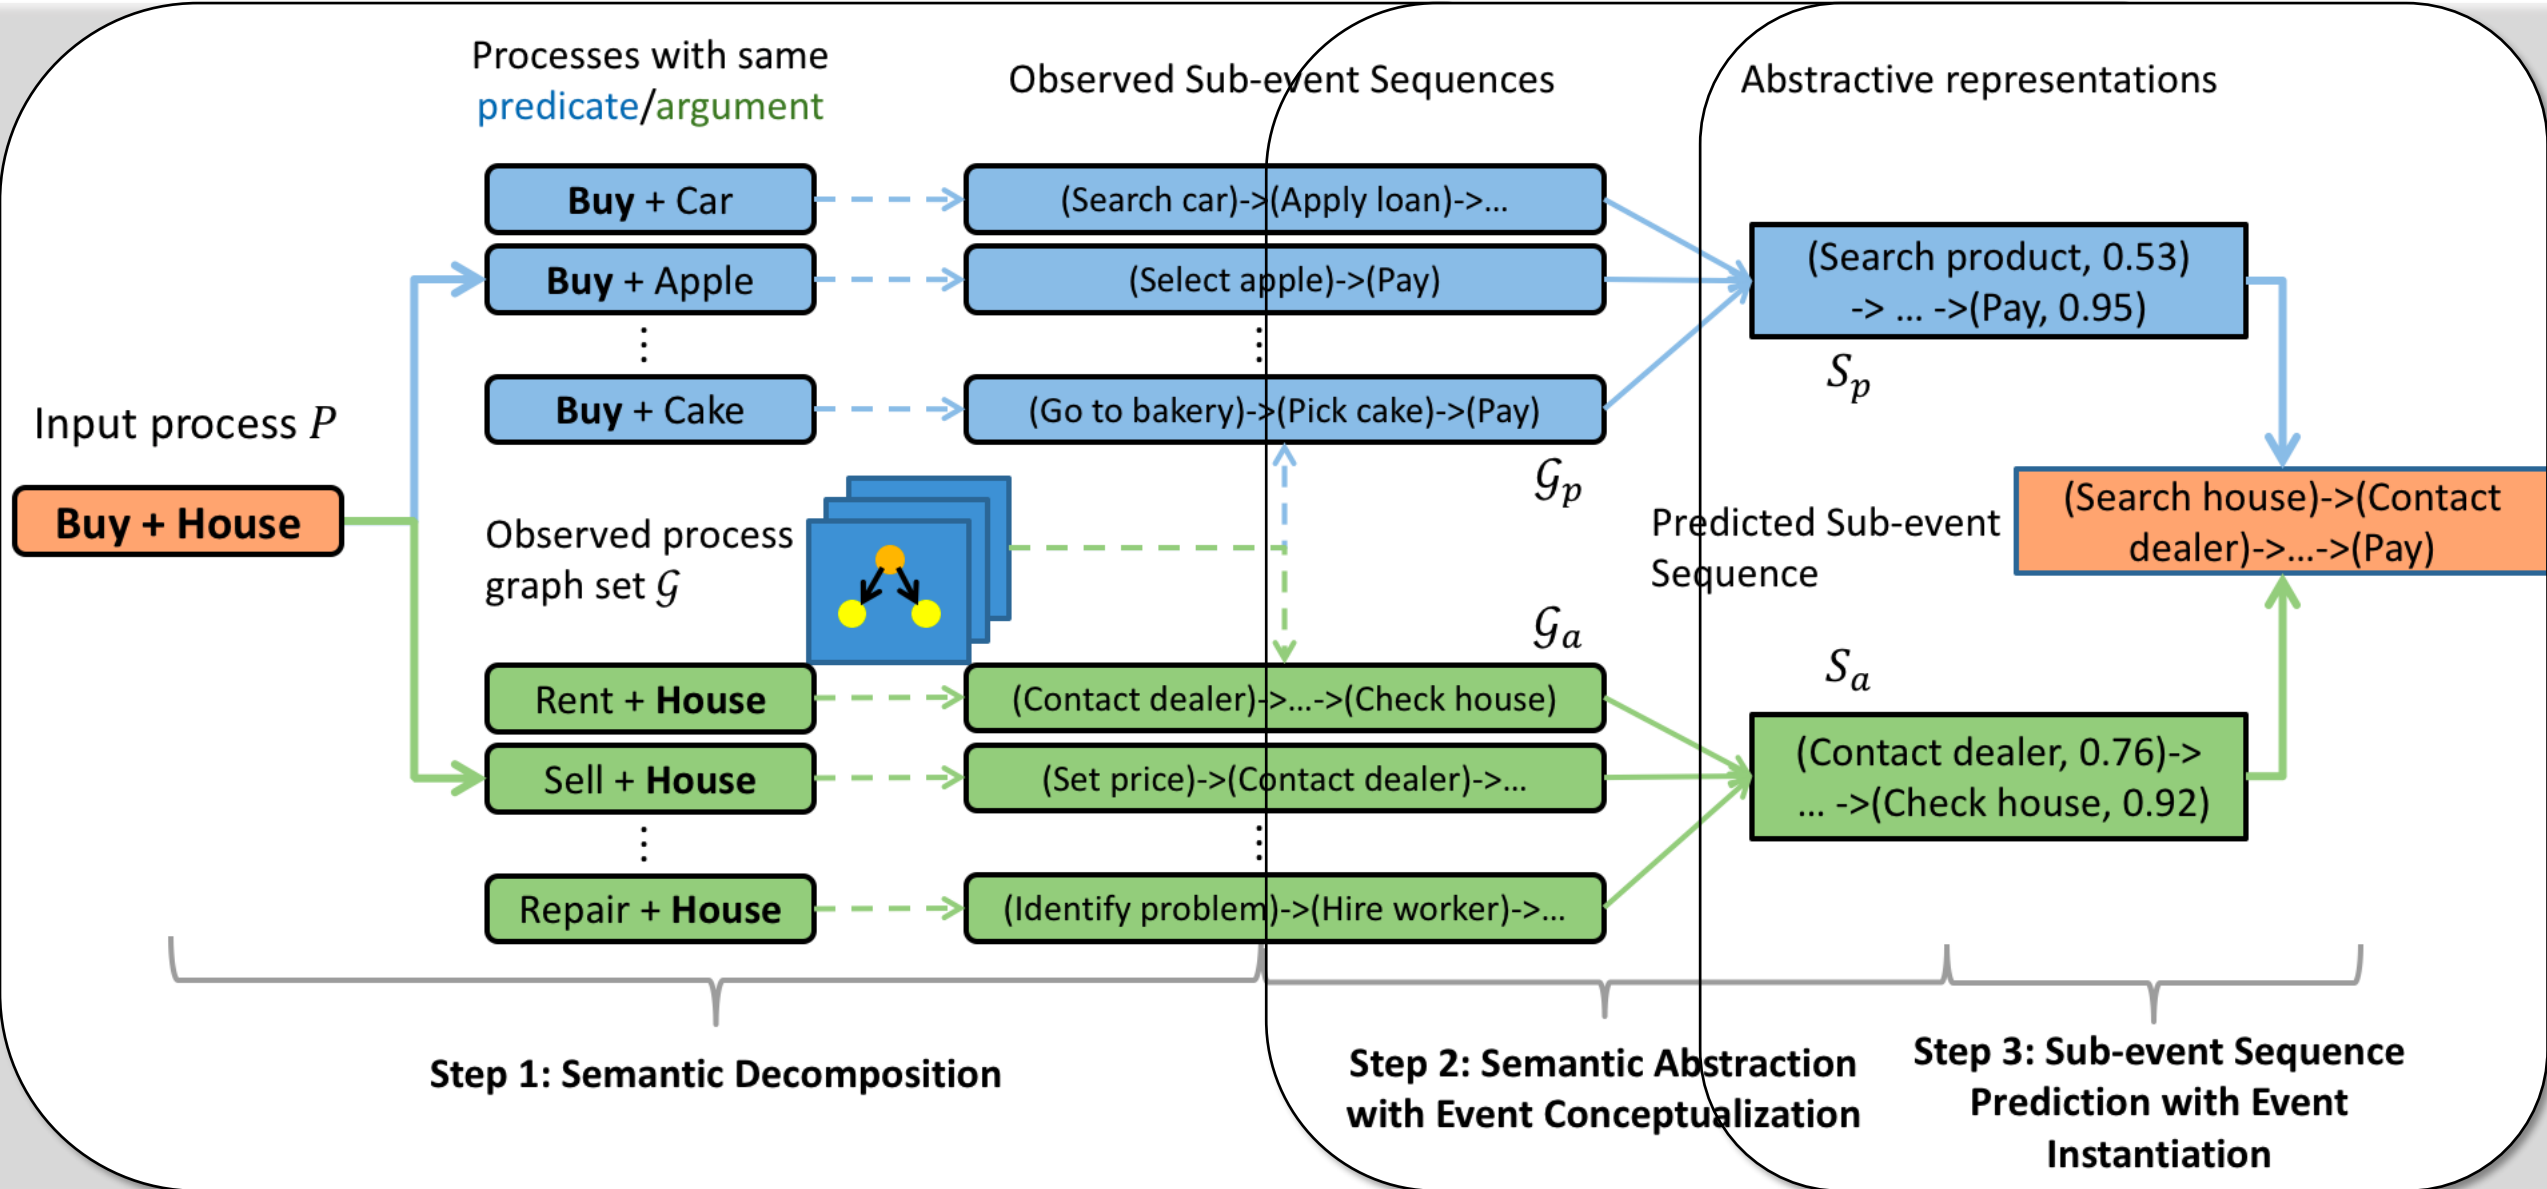 Processes with same
predicate/argument
Observed Sub-event Sequences
Abstractive representations
Buy + Car
(Search car)->(Apply loan)->...
Buy + Apple
(Select apple)->(Pay)
(Search product, 0.53)
-> ... ->(Pay, 0.95)
⋮
⋮
Buy + Cake
(Go to bakery)->(Pick cake)->(Pay)
S_p
Input process P
Buy + House
𝒢_p
Observed process
graph set 𝒢
Predicted Sub-event
Sequence
(Search house)->(Contact
dealer)->...->(Pay)
𝒢_a
Rent + House
(Contact dealer)->...->(Check house)
S_a
Sell + House
(Set price)->(Contact dealer)->...
(Contact dealer, 0.76)->
... ->(Check house, 0.92)
⋮
⋮
Repair + House
(Identify problem)->(Hire worker)->...
Step 1: Semantic Decomposition
Step 2: Semantic Abstraction
with Event Conceptualization
Step 3: Sub-event Sequence
Prediction with Event
Instantiation